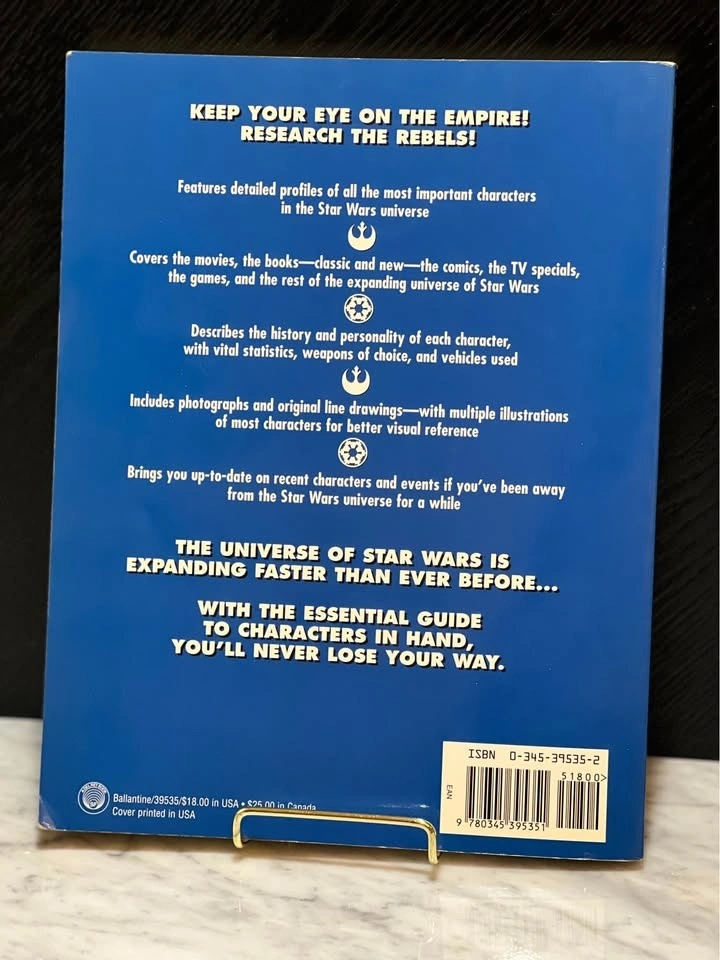 KEEP YOUR EYE ON THE EMPIRE!
RESEARCH THE REBELS!
Features detailed profiles of all the most important characters
in the Star Wars universe
Covers the movies, the books—classic and new—the comics, the TV specials,
the games, and the rest of the expanding universe of Star Wars
Describes the history and personality of each character,
with vital statistics, weapons of choice, and vehicles used
Includes photographs and original line drawings—with multiple illustrations
of most characters for better visual reference
Brings you up-to-date on recent characters and events if you've been away
from the Star Wars universe for a while
THE UNIVERSE OF STAR WARS IS
EXPANDING FASTER THAN EVER BEFORE...
WITH THE ESSENTIAL GUIDE
TO CHARACTERS IN HAND,
YOU'LL NEVER LOSE YOUR WAY.
ISBN 0-345-39535-2
51800>
EAN
9 780345 395351
Ballantine/39535/$18.00 in USA • $25.00 in Canada
Cover printed in USA